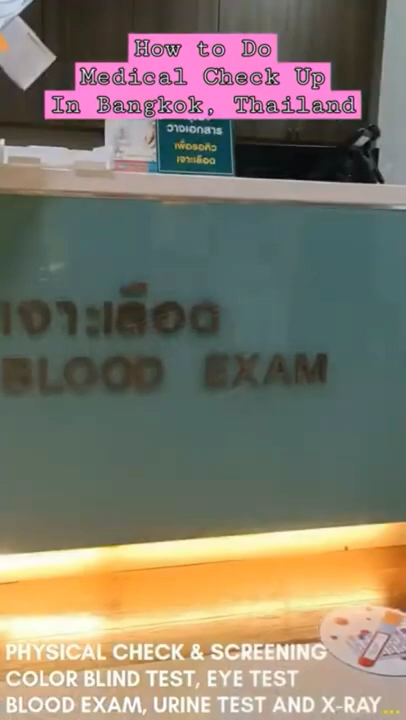 How to Do
Medical Check Up
In Bangkok, Thailand
วางเอกสาร
เพื่อรอคิว
เจาะเลือด
เจาะเลือด
BLOOD EXAM
PHYSICAL CHECK & SCREENING
COLOR BLIND TEST, EYE TEST
BLOOD EXAM, URINE TEST AND X-RAY...